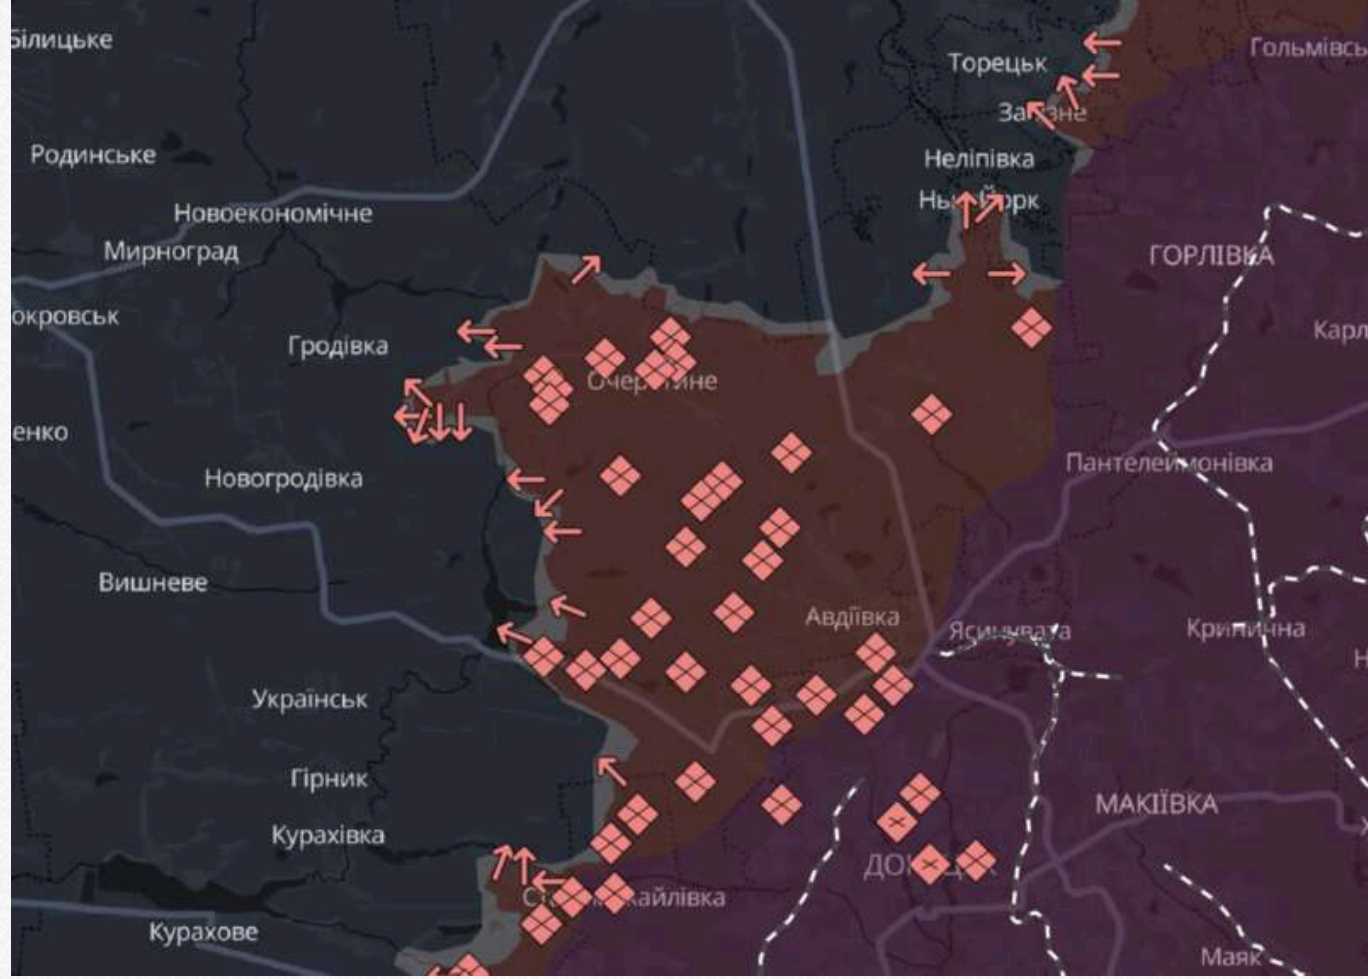 Білицьке
Гольмівсь
Торецьк
Родинське
Неліпівка
Новоекономічне
Мирноград
ГОРЛІВКА
окровськ
Карл
Гродівка
енко
Пантелеймонівка
Новогродівка
Вишневе
Авдіївка
Ясинувата
Кринична
Н
Українськ
Гірник
МАКІЇВКА
Курахівка
Курахове
Маяк